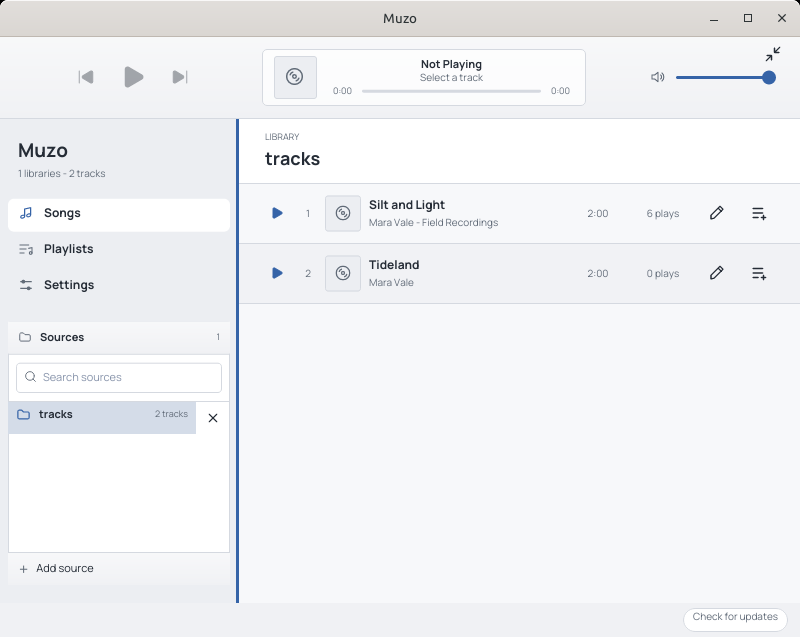 Muzo
Not Playing
Select a track
0:00
0:00
Muzo
1 libraries - 2 tracks
Songs
Playlists
Settings
Sources
1
Search sources
tracks
2 tracks
Add source
LIBRARY
tracks
1
Silt and Light
Mara Vale - Field Recordings
2:00
6 plays
2
Tideland
Mara Vale
2:00
0 plays
Check for updates